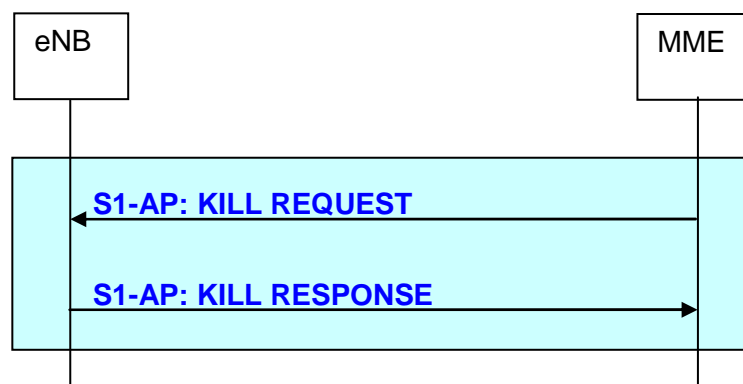 eNB
MME
S1-AP: KILL REQUEST
S1-AP: KILL RESPONSE